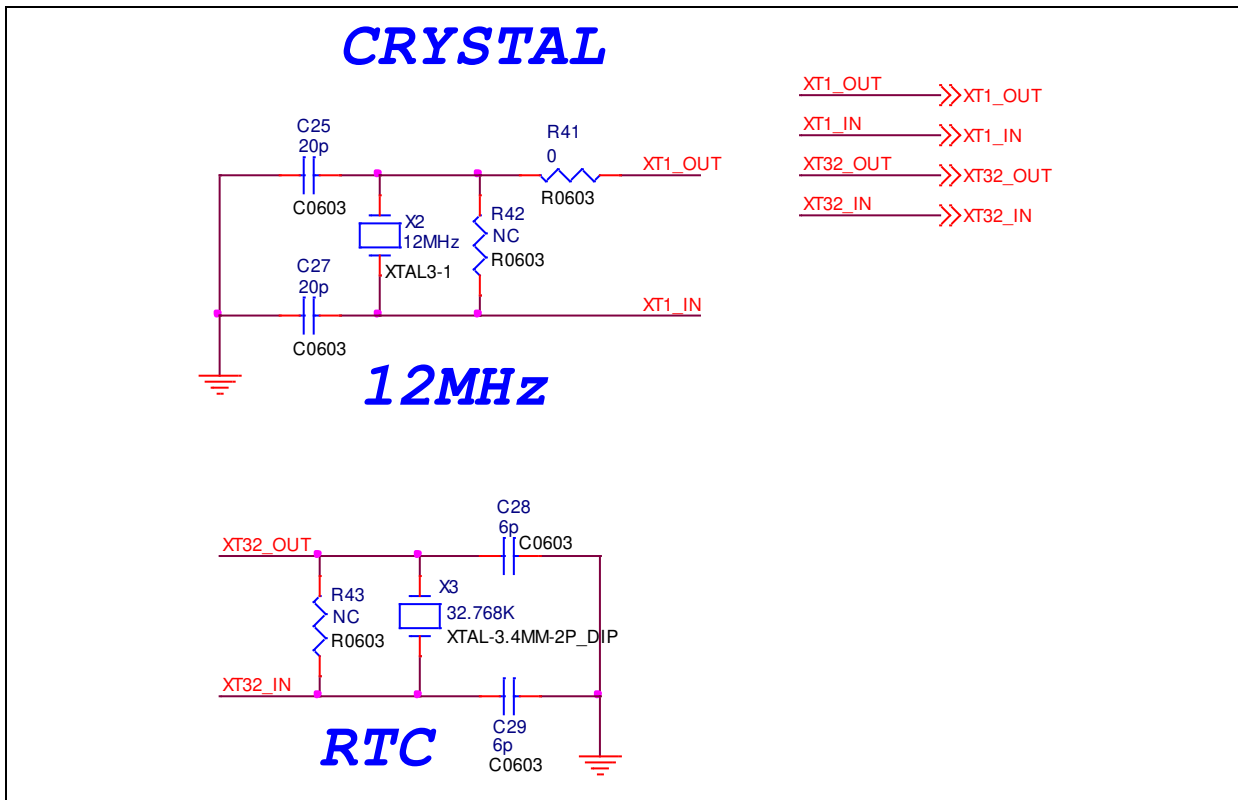 CRYSTAL
XT1_OUT
XT1_OUT
XT1_IN
XT1_IN
XT32_OUT
XT32_OUT
XT32_IN
XT32_IN
C25
20p
C0603
R41
0
R0603
XT1_OUT
X2
12MHz
XTAL3-1
R42
NC
R0603
C27
20p
C0603
XT1_IN
12MHz
C28
6p
C0603
XT32_OUT
R43
NC
R0603
X3
32.768K
XTAL-3.4MM-2P_DIP
XT32_IN
C29
6p
C0603
RTC